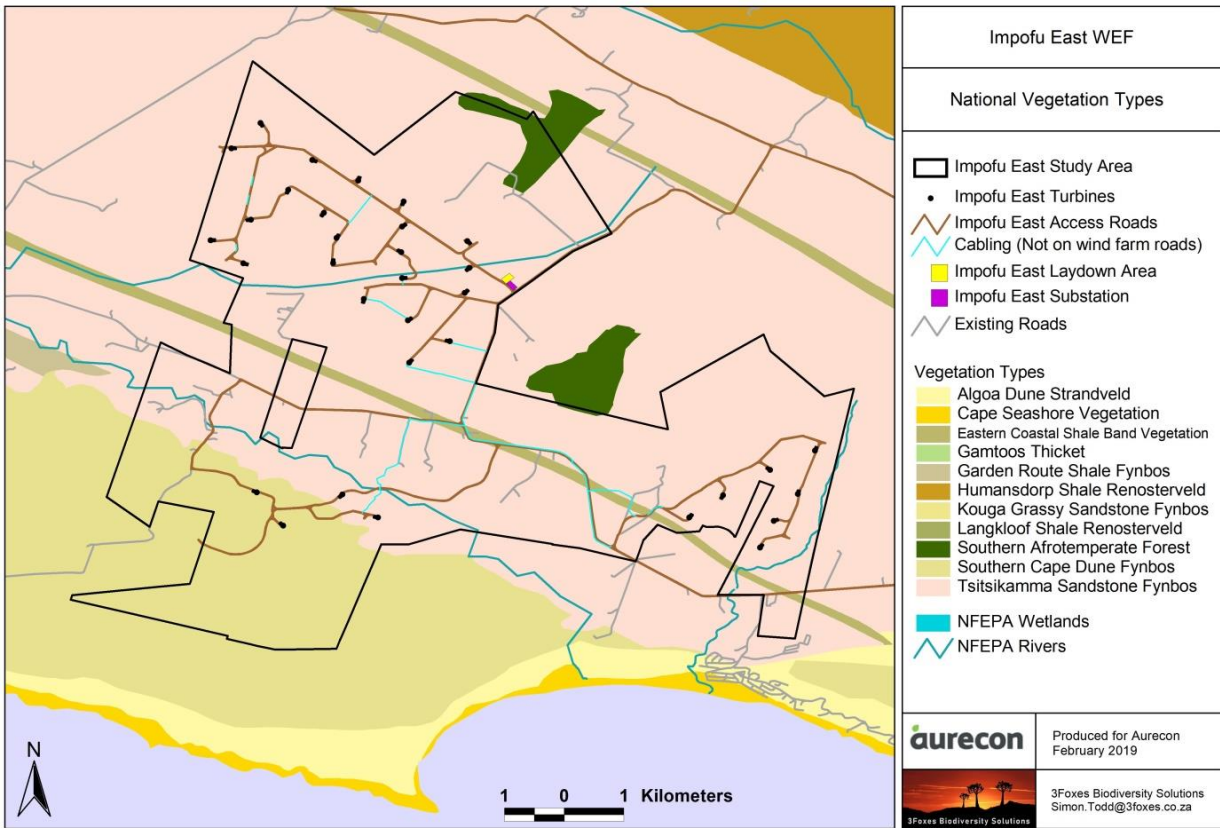 Impofu East WEF
National Vegetation Types
Impofu East Study Area
Impofu East Turbines
Impofu East Access Roads
Cabling (Not on wind farm roads)
Impofu East Laydown Area
Impofu East Substation
Existing Roads
Vegetation Types
Algoa Dune Strandveld
Cape Seashore Vegetation
Eastern Coastal Shale Band Vegetation
Gamtoos Thicket
Garden Route Shale Fynbos
Humansdorp Shale Renosterveld
Kouga Grassy Sandstone Fynbos
Langkloof Shale Renosterveld
Southern Afrotemperate Forest
Southern Cape Dune Fynbos
Tsitsikamma Sandstone Fynbos
NFEPA Wetlands
NFEPA Rivers
N
1 0 1 Kilometers
aurecon
Produced for Aurecon
February 2019
3Foxes Biodiversity Solutions
3Foxes Biodiversity Solutions
Simon.Todd@3foxes.co.za